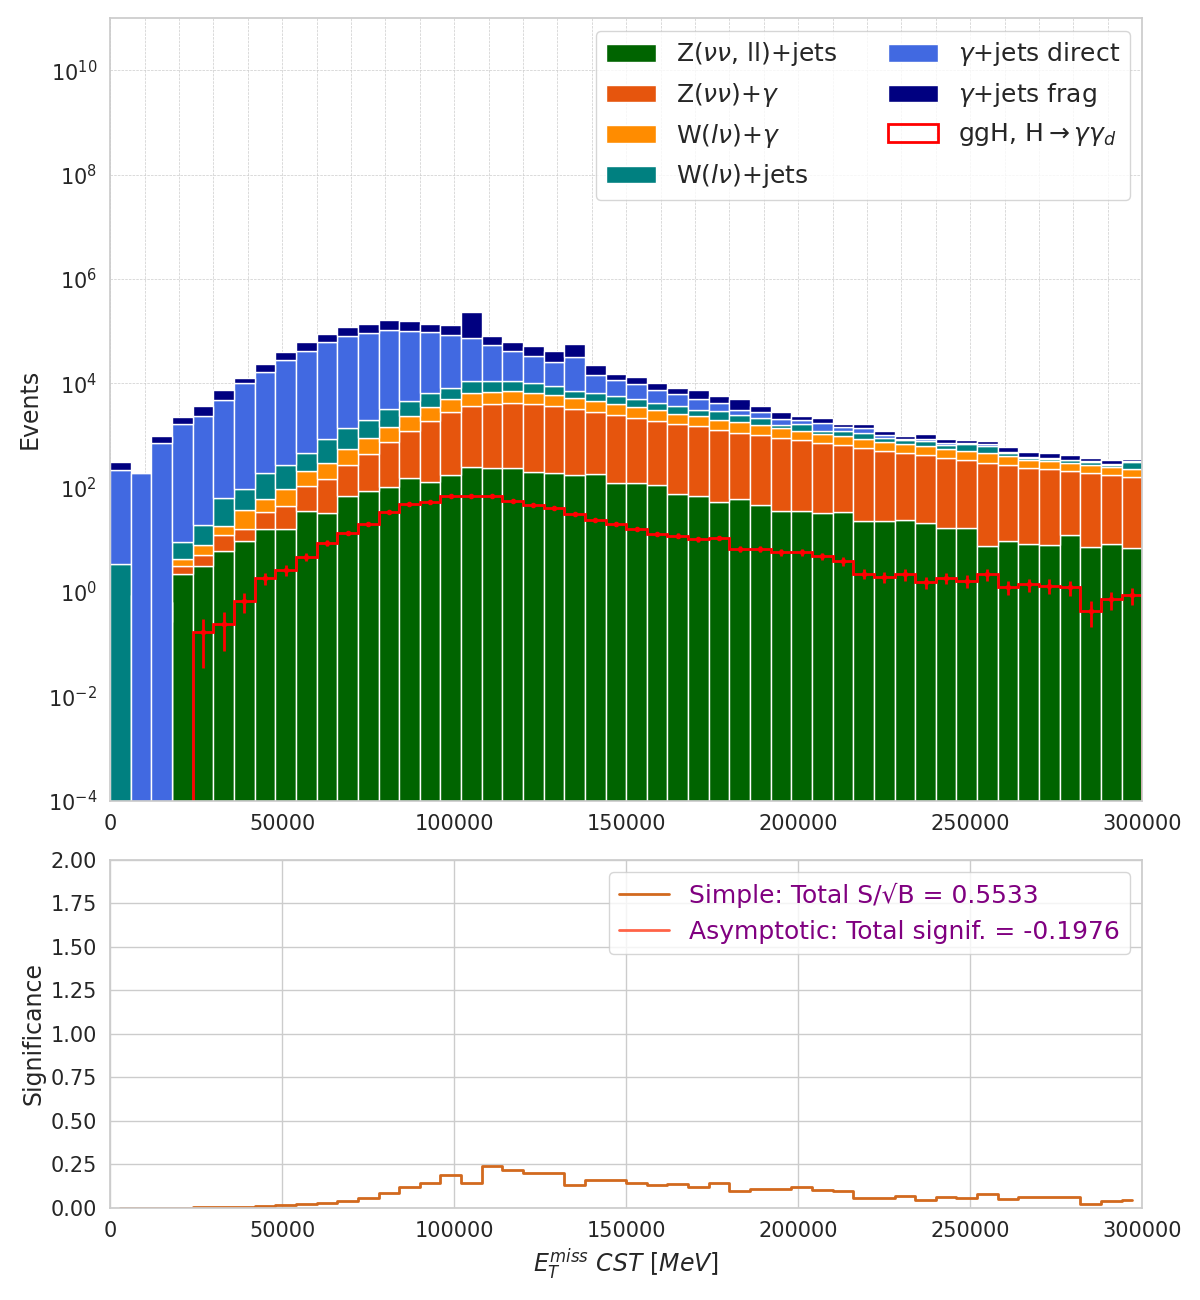 10^10
10^8
10^6
10^4
10^2
10^0
10^-2
10^-4
Events
Z(νν, ll)+jets
Z(νν)+γ
W(lν)+γ
W(lν)+jets
γ+jets direct
γ+jets frag
ggH, H→γγ_d
0 50000 100000 150000 200000 250000 300000
2.00
1.75
1.50
1.25
1.00
0.75
0.50
0.25
0.00
Significance
Simple: Total S/√B = 0.5533
Asymptotic: Total signif. = -0.1976
0 50000 100000 150000 200000 250000 300000
E_T^miss CST [MeV]